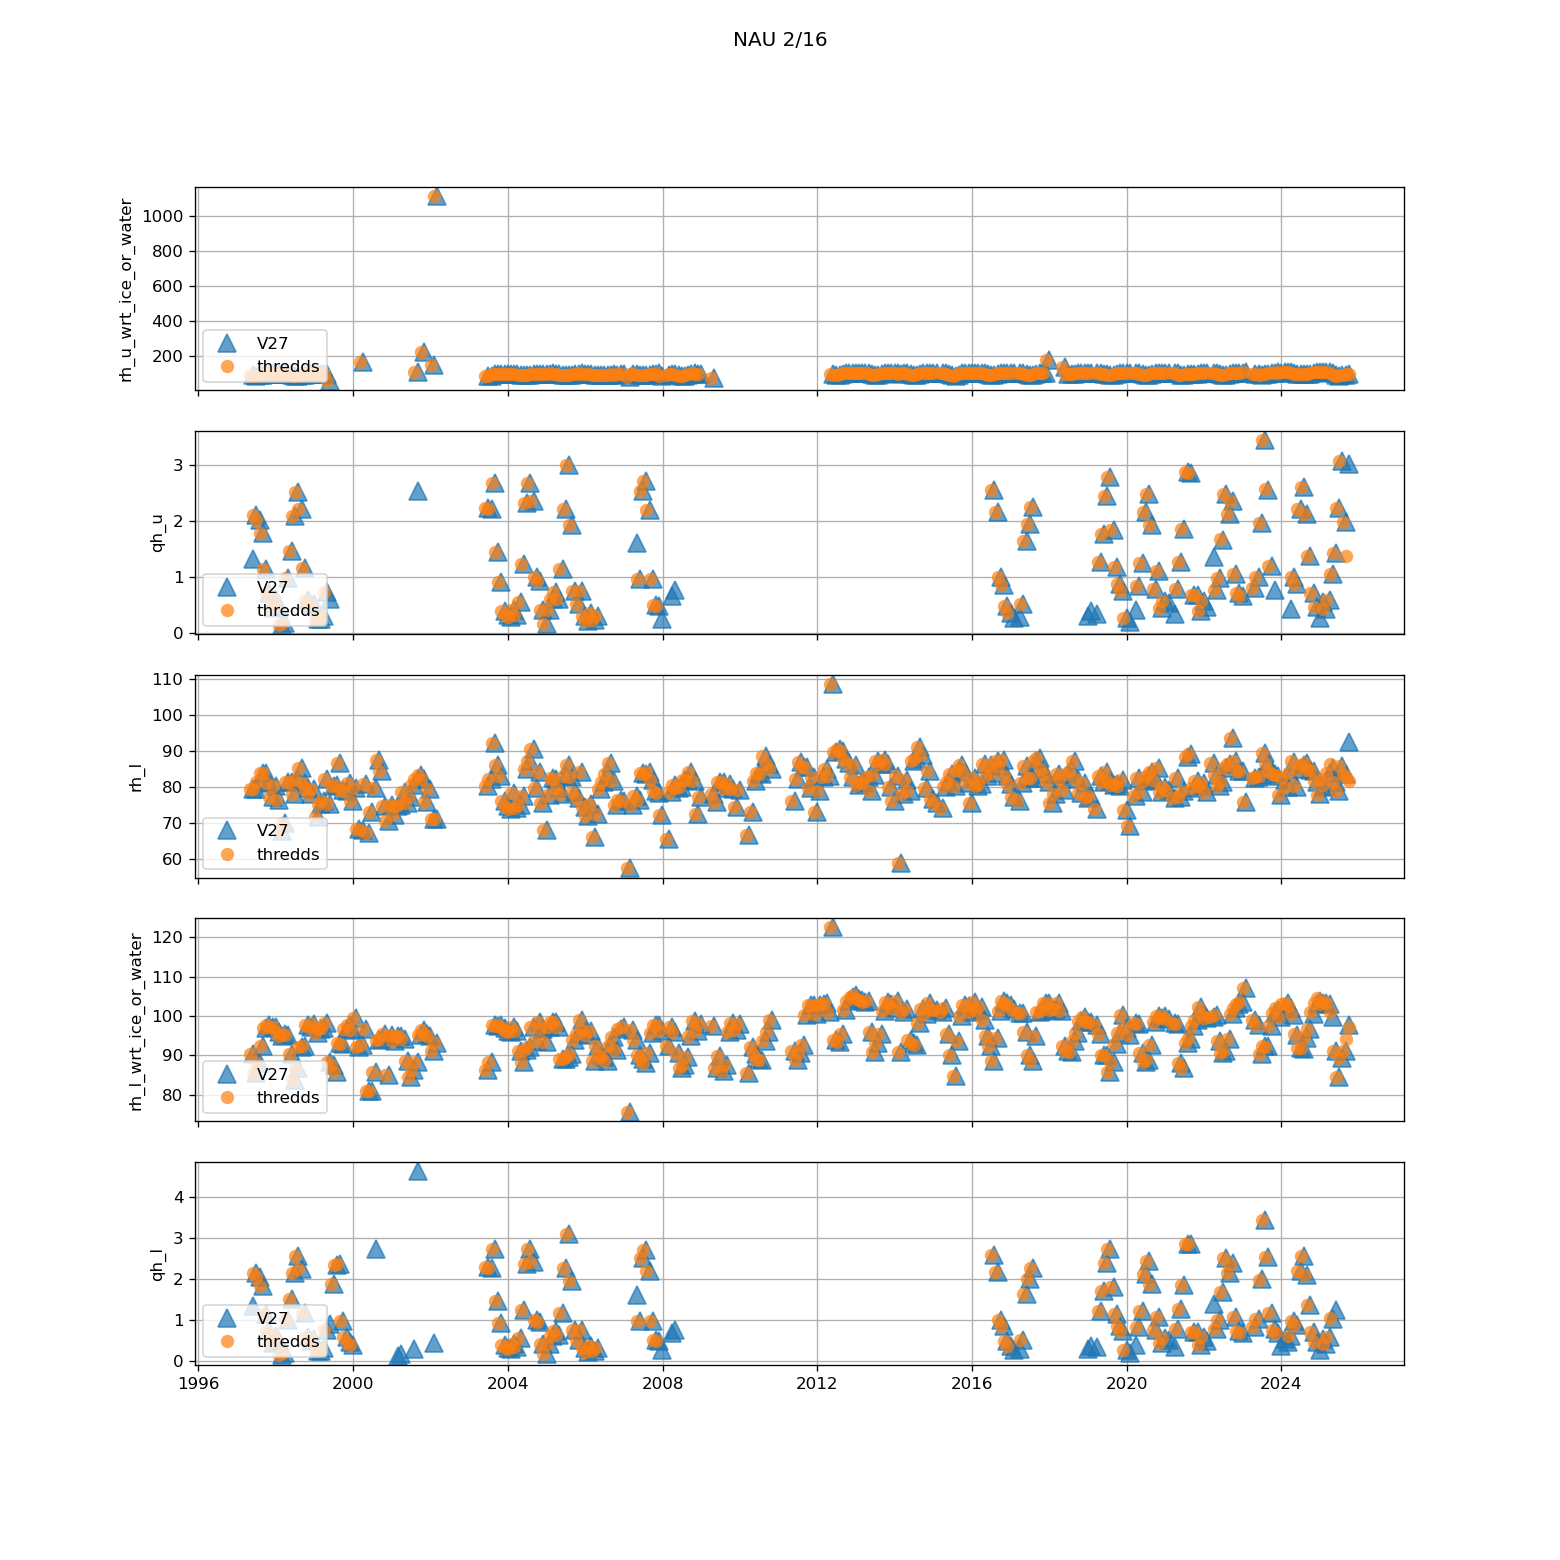 NAU 2/16
rh_u_wrt_ice_or_water
1000
800
600
400
200
V27
thredds
qh_u
3
2
1
0
V27
thredds
rh_l
110
100
90
80
70
60
V27
thredds
rh_l_wrt_ice_or_water
120
110
100
90
80
V27
thredds
qh_l
4
3
2
1
0
V27
thredds
1996 2000 2004 2008 2012 2016 2020 2024